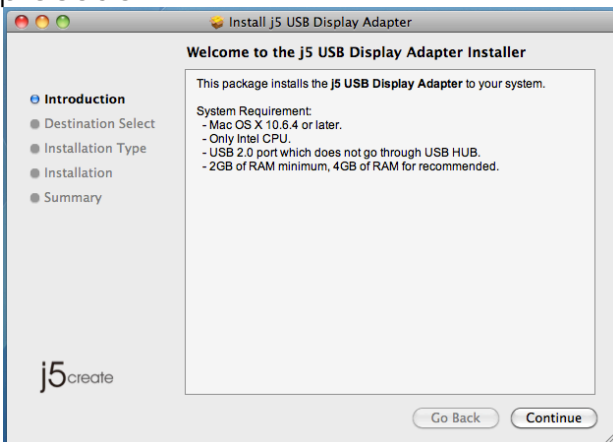 Install j5 USB Display Adapter
Welcome to the j5 USB Display Adapter Installer
Introduction
Destination Select
Installation Type
Installation
Summary
This package installs the j5 USB Display Adapter to your system.
System Requirement:
- Mac OS X 10.6.4 or later.
- Only Intel CPU.
- USB 2.0 port which does not go through USB HUB.
- 2GB of RAM minimum, 4GB of RAM for recommended.
j5create
Go Back
Continue